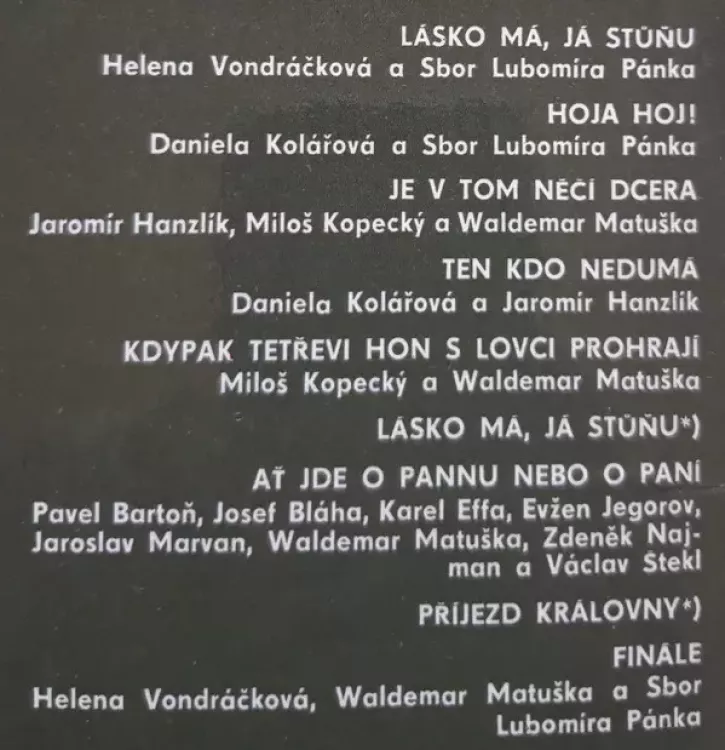 LÁSKO MÁ, JÁ STŮŇU
Helena Vondráčková a Sbor Lubomíra Pánka
HOJA HOJ!
Daniela Kolářová a Sbor Lubomíra Pánka
JE V TOM NĚČÍ DCERA
Jaromír Hanzlík, Miloš Kopecký a Waldemar Matuška
TEN KDO NEDUMÁ
Daniela Kolářová a Jaromír Hanzlík
KDYPAK TETŘEVI HON S LOVCI PROHRAJÍ
Miloš Kopecký a Waldemar Matuška
LÁSKO MÁ, JÁ STŮŇU*)
AŤ JDE O PANNU NEBO O PANÍ
Pavel Bartoň, Josef Bláha, Karel Effa, Evžen Jegorov,
Jaroslav Marvan, Waldemar Matuška, Zdeněk Naj-
man a Václav Štekl
PŘÍJEZD KRÁLOVNY*)
FINÁLE
Helena Vondráčková, Waldemar Matuška a Sbor
Lubomíra Pánka